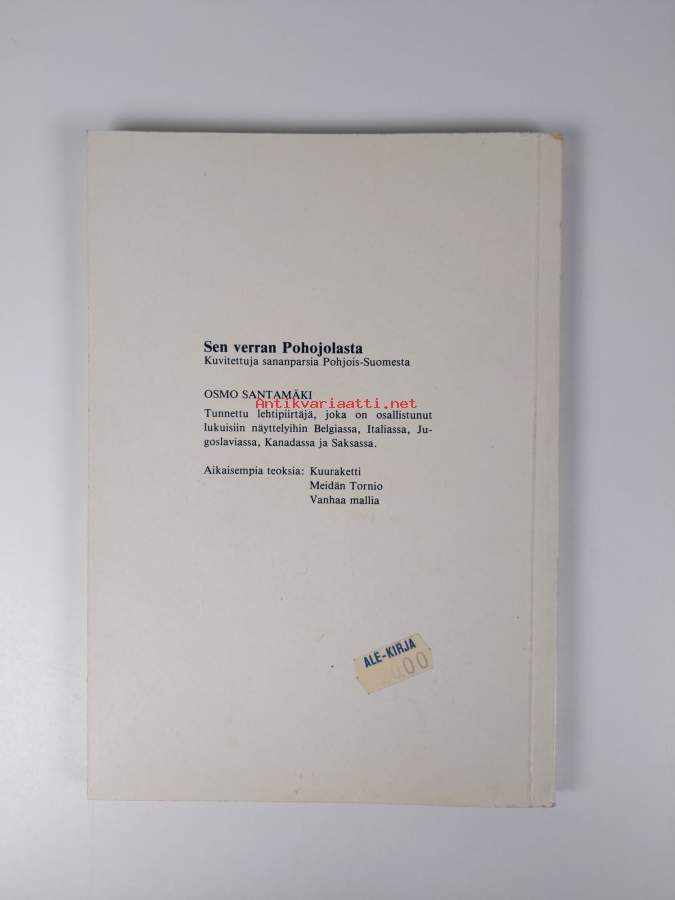 Sen verran Pohojolasta
Kuvitettuja sananparsia Pohjois-Suomesta
OSMO SANTAMÄKI
Antikvariaatti.net
Tunnettu lehtipiirtäjä, joka on osallistunut
lukuisiin näyttelyihin Belgiassa, Italiassa, Ju-
goslaviassa, Kanadassa ja Saksassa.
Aikaisempia teoksia: Kuuraketti
Meidän Tornio
Vanhaa mallia
ALE-KIRJA